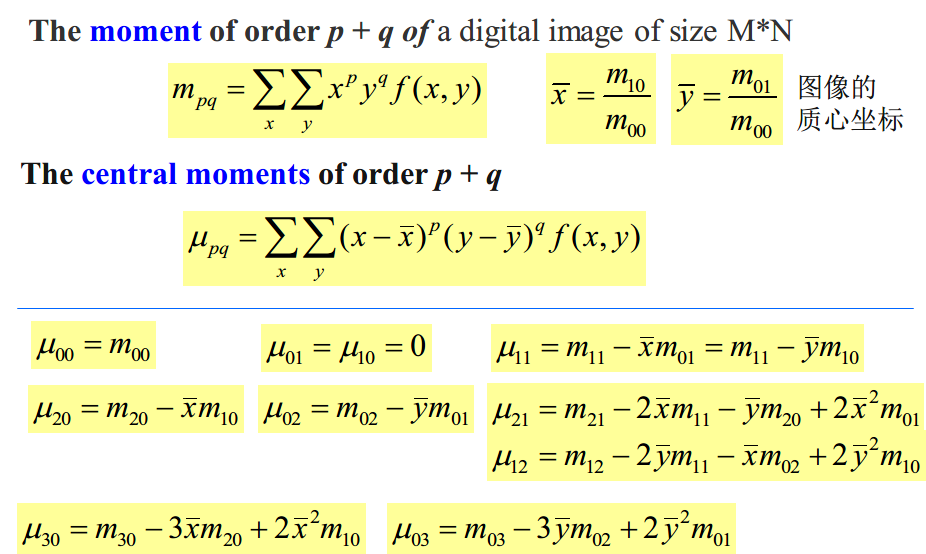 The moment of order p + q of a digital image of size M*N
m_{pq} = \sum_x \sum_y x^p y^q f(x, y)    \bar{x} = \frac{m_{10}}{m_{00}}    \bar{y} = \frac{m_{01}}{m_{00}}    图像的
质心坐标
The central moments of order p + q
\mu_{pq} = \sum_x \sum_y (x - \bar{x})^p (y - \bar{y})^q f(x, y)
\mu_{00} = m_{00}    \mu_{01} = \mu_{10} = 0    \mu_{11} = m_{11} - \bar{x}m_{01} = m_{11} - \bar{y}m_{10}
\mu_{20} = m_{20} - \bar{x}m_{10}    \mu_{02} = m_{02} - \bar{y}m_{01}    \mu_{21} = m_{21} - 2\bar{x}m_{11} - \bar{y}m_{20} + 2\bar{x}^2 m_{01}
\mu_{12} = m_{12} - 2\bar{y}m_{11} - \bar{x}m_{02} + 2\bar{y}^2 m_{10}
\mu_{30} = m_{30} - 3\bar{x}m_{20} + 2\bar{x}^2 m_{10}    \mu_{03} = m_{03} - 3\bar{y}m_{02} + 2\bar{y}^2 m_{01}